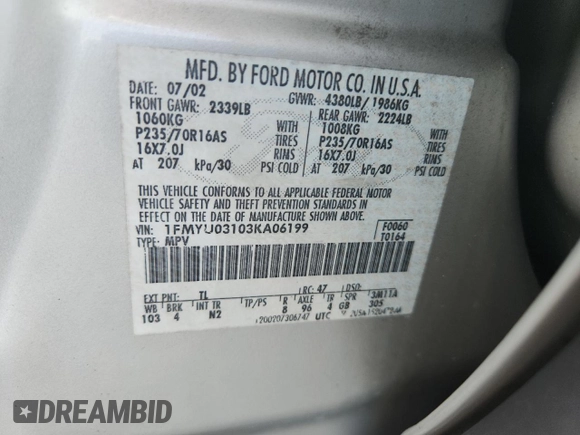 MFD. BY FORD MOTOR CO. IN U.S.A.
DATE: 07/02 GVWR: 4380LB/1986KG
FRONT GAWR: 2339LB REAR GAWR: 2224LB
1060KG WITH 1008KG WITH
P235/70R16AS TIRES P235/70R16AS TIRES
16X7.0J RIMS 16X7.0J RIMS
AT 207 kPa/30 PSI COLD AT 207 kPa/30 PSI COLD
THIS VEHICLE CONFORMS TO ALL APPLICABLE FEDERAL MOTOR
VEHICLE SAFETY AND THEFT PREVENTION STANDARDS IN EFFECT
ON THE DATE OF MANUFACTURE SHOWN ABOVE.
VIN: 1FMYU03103KA06199 F0060
TYPE: MPV T0164
EXT PNT: TL RC: 47 DSO:
WB BRK INT TR TP/PS R AXLE TR SPR 3M11A
103 4 N2 8 96 4 GB 305
UTC
DREAMBID